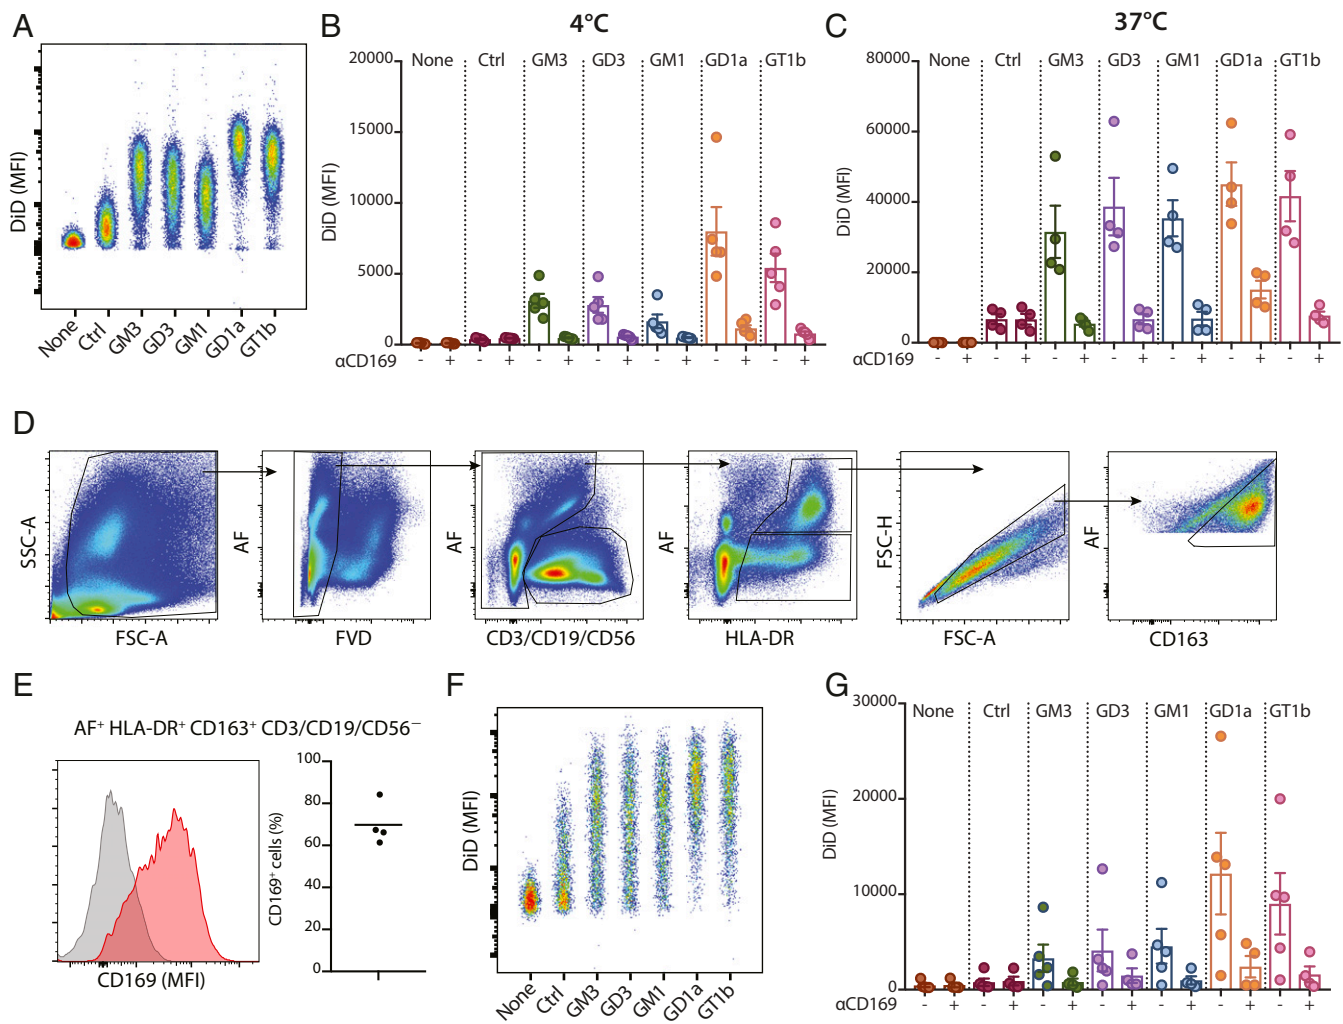 A
DiD (MFI)
None
Ctrl
GM3
GD3
GM1
GD1a
GT1b
B
4°C
DiD (MFI)
20000
15000
10000
5000
0
None
Ctrl
GM3
GD3
GM1
GD1a
GT1b
αCD169
- + - + - + - + - + - + - +
C
37°C
DiD (MFI)
80000
60000
40000
20000
0
None
Ctrl
GM3
GD3
GM1
GD1a
GT1b
αCD169
- + - + - + - + - + - + - +
D
SSC-A
FSC-A
AF
FVD
AF
CD3/CD19/CD56
AF
HLA-DR
FSC-H
FSC-A
AF
CD163
E
AF+ HLA-DR+ CD163+ CD3/CD19/CD56−
CD169 (MFI)
CD169+ cells (%)
100
80
60
40
20
0
F
DiD (MFI)
None
Ctrl
GM3
GD3
GM1
GD1a
GT1b
G
DiD (MFI)
30000
20000
10000
0
None
Ctrl
GM3
GD3
GM1
GD1a
GT1b
αCD169
- + - + - + - + - + - + - +